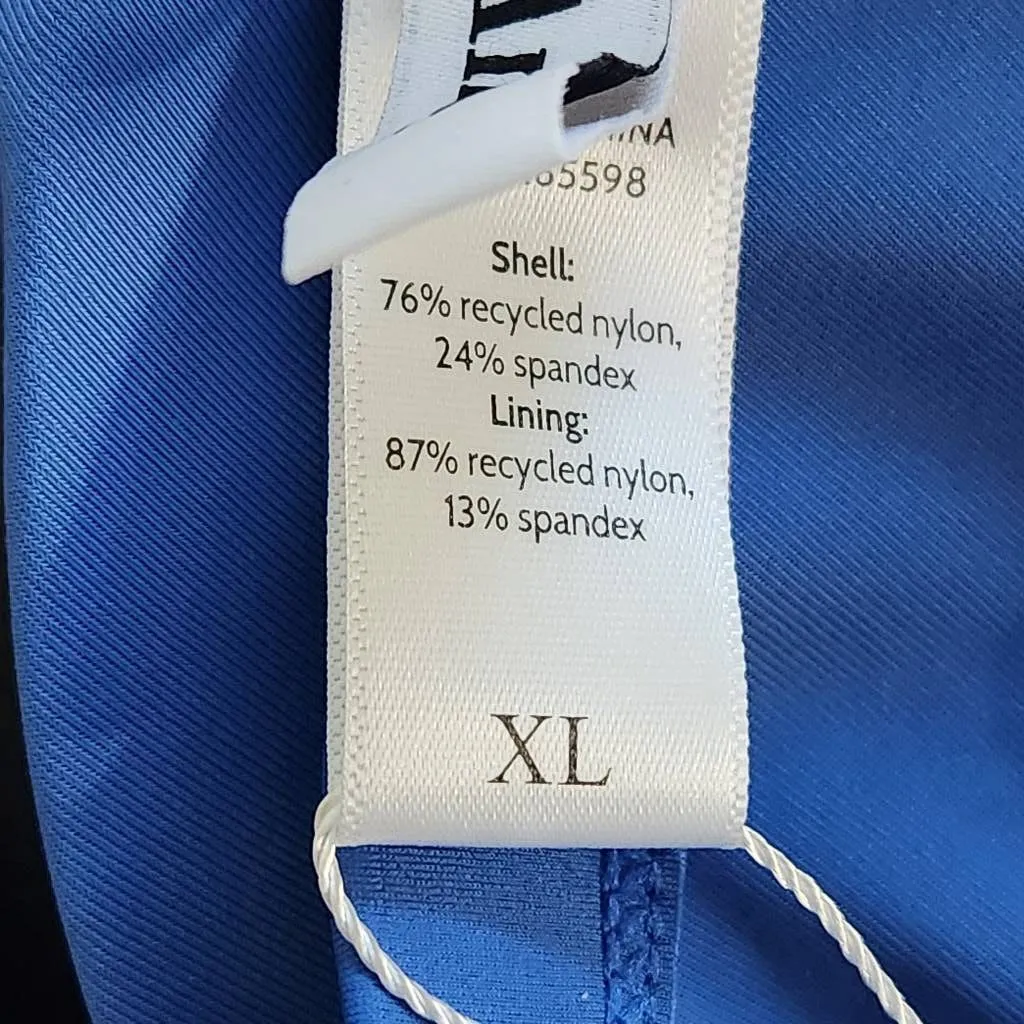 Shell:
76% recycled nylon,
24% spandex
Lining:
87% recycled nylon,
13% spandex
XL